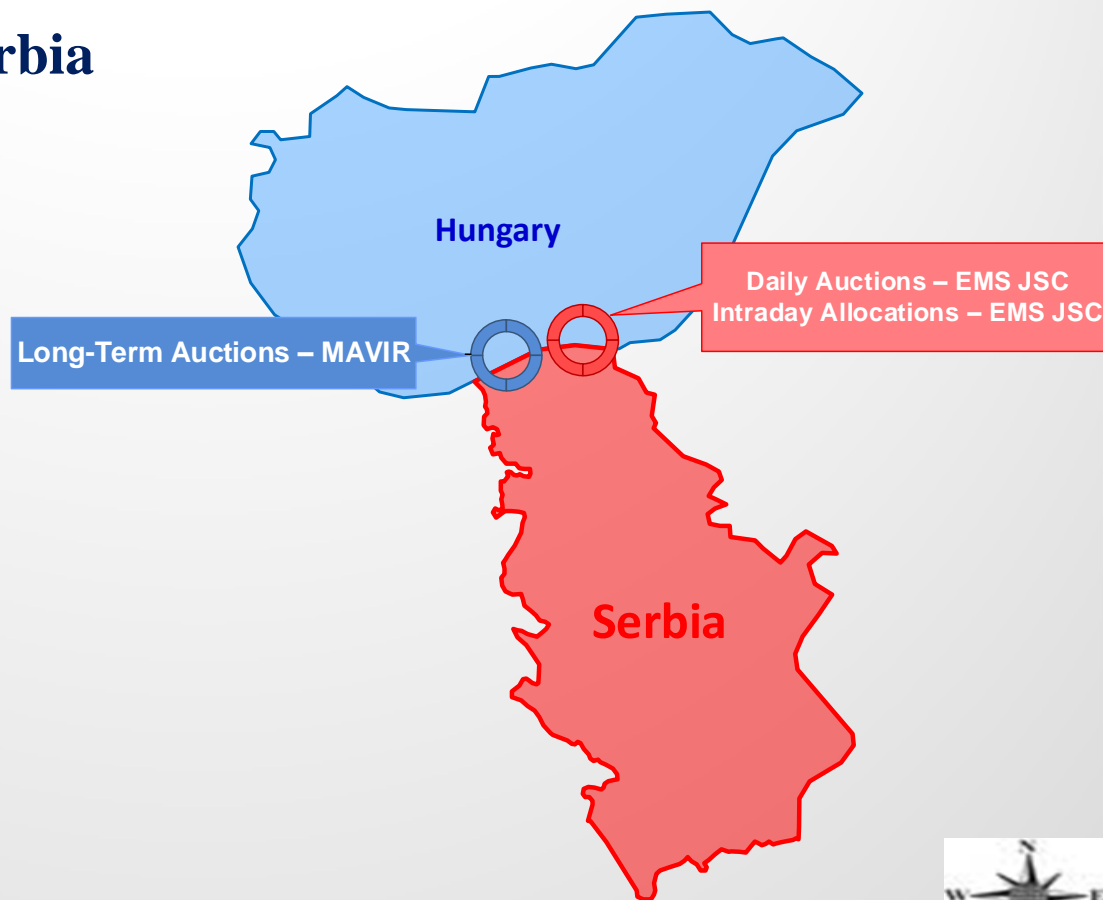 rbia
Hungary
Daily Auctions – EMS JSC
Intraday Allocations – EMS JSC
Long-Term Auctions – MAVIR
Serbia
N
W E